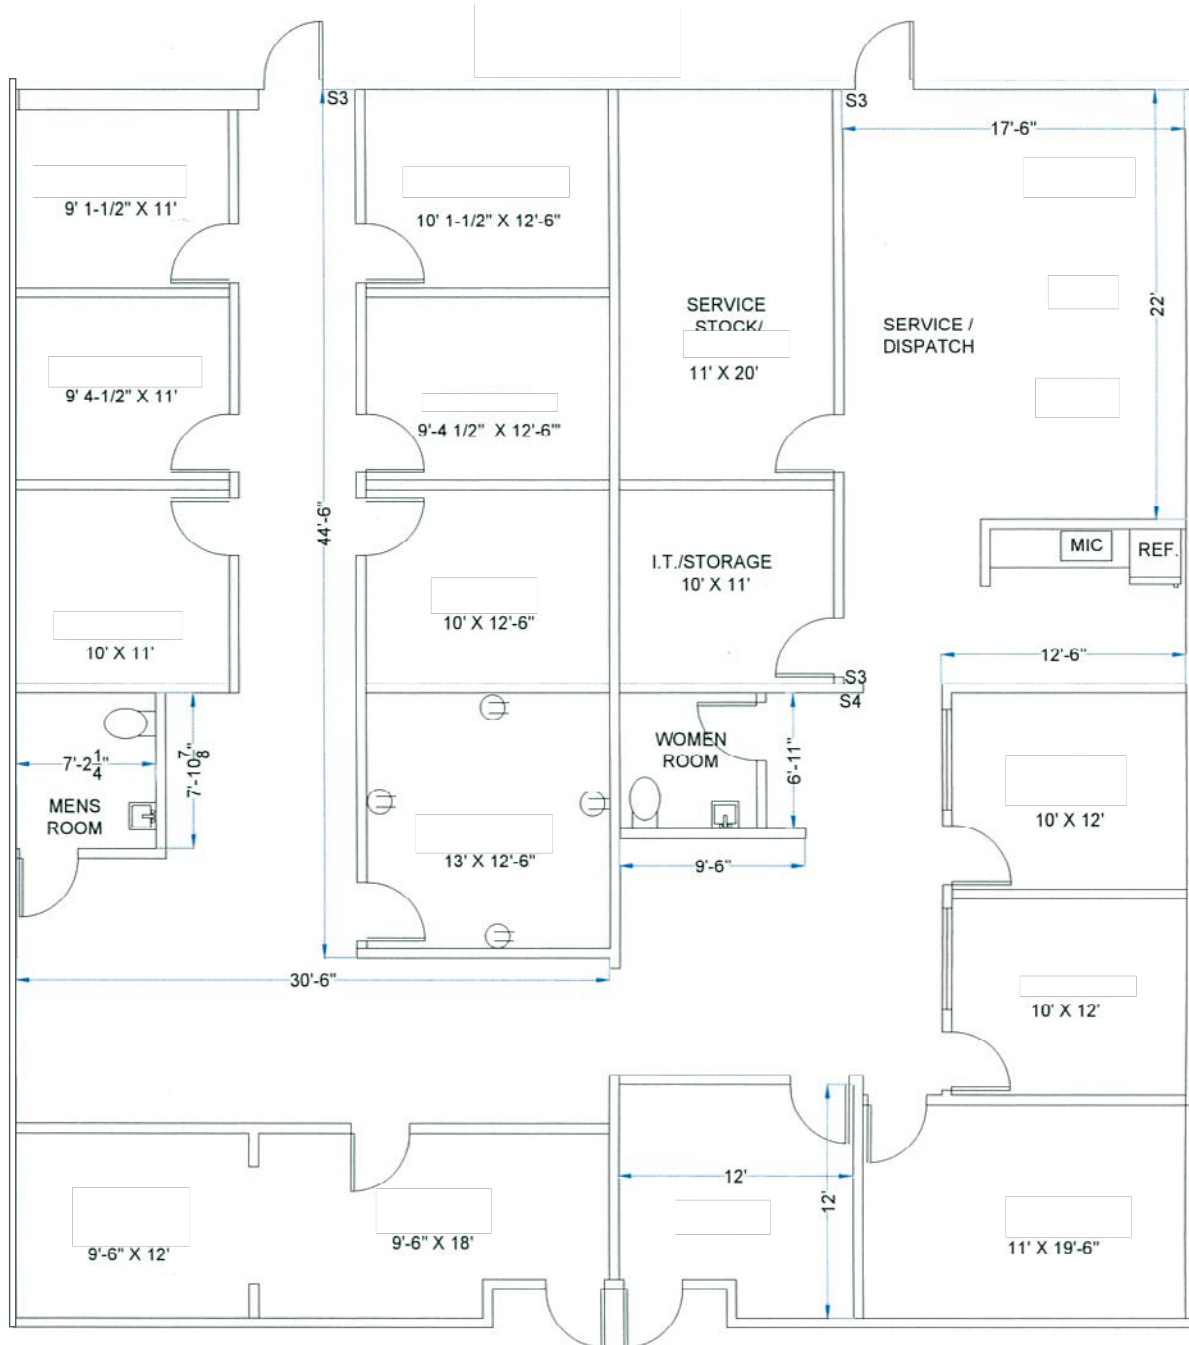 S3
S3
17'-6"
9' 1-1/2" X 11'
10' 1-1/2" X 12'-6"
SERVICE
STOCK/
11' X 20'
SERVICE /
DISPATCH
22'
9' 4-1/2" X 11'
9'-4 1/2" X 12'-6'"
44'-6"
MIC
REF.
I.T./STORAGE
10' X 11'
10' X 12'-6"
10' X 11'
12'-6"
S3
S4
7'-2 1/4"
7'-10 7/8"
MENS
ROOM
WOMEN
ROOM
6'-11"
10' X 12'
13' X 12'-6"
9'-6"
30'-6"
10' X 12'
12'
12'
9'-6" X 12'
9'-6" X 18'
11' X 19'-6"